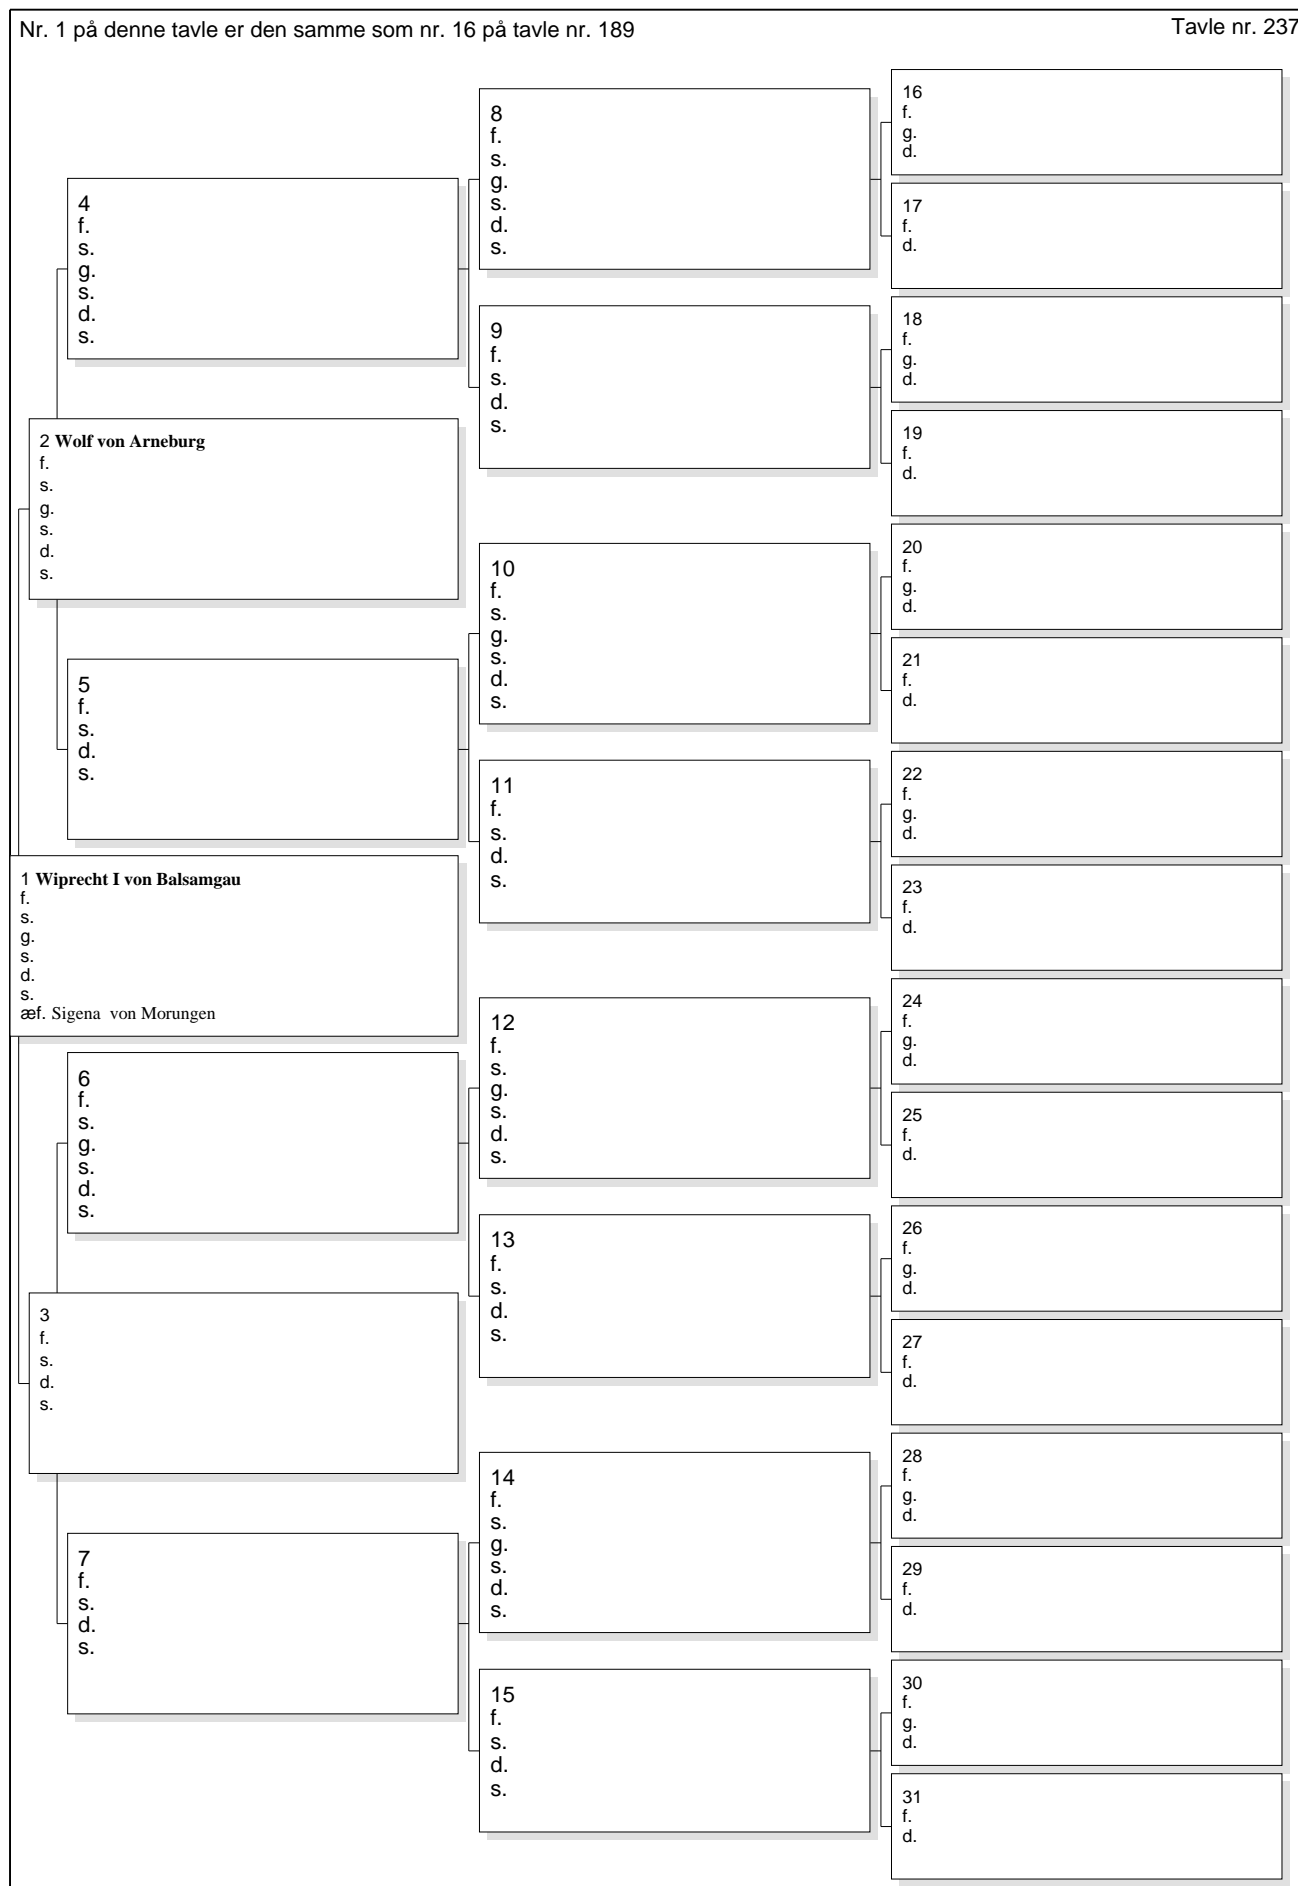 Nr. 1 på denne tavle er den samme som nr. 16 på tavle nr. 189
Tavle nr. 237
4
f.
s.
g.
s.
d.
s.
2 Wolf von Arneburg
f.
s.
g.
s.
d.
s.
5
f.
s.
d.
s.
1 Wiprecht I von Balsamgau
f.
s.
g.
s.
d.
s.
æf. Sigena von Morungen
6
f.
s.
g.
s.
d.
s.
3
f.
s.
d.
s.
7
f.
s.
d.
s.
8
f.
s.
g.
s.
d.
s.
9
f.
s.
d.
s.
10
f.
s.
g.
s.
d.
s.
11
f.
s.
d.
s.
12
f.
s.
g.
s.
d.
s.
13
f.
s.
d.
s.
14
f.
s.
g.
s.
d.
s.
15
f.
s.
d.
s.
16
f.
g.
d.
17
f.
d.
18
f.
g.
d.
19
f.
d.
20
f.
g.
d.
21
f.
d.
22
f.
g.
d.
23
f.
d.
24
f.
g.
d.
25
f.
d.
26
f.
g.
d.
27
f.
d.
28
f.
g.
d.
29
f.
d.
30
f.
g.
d.
31
f.
d.